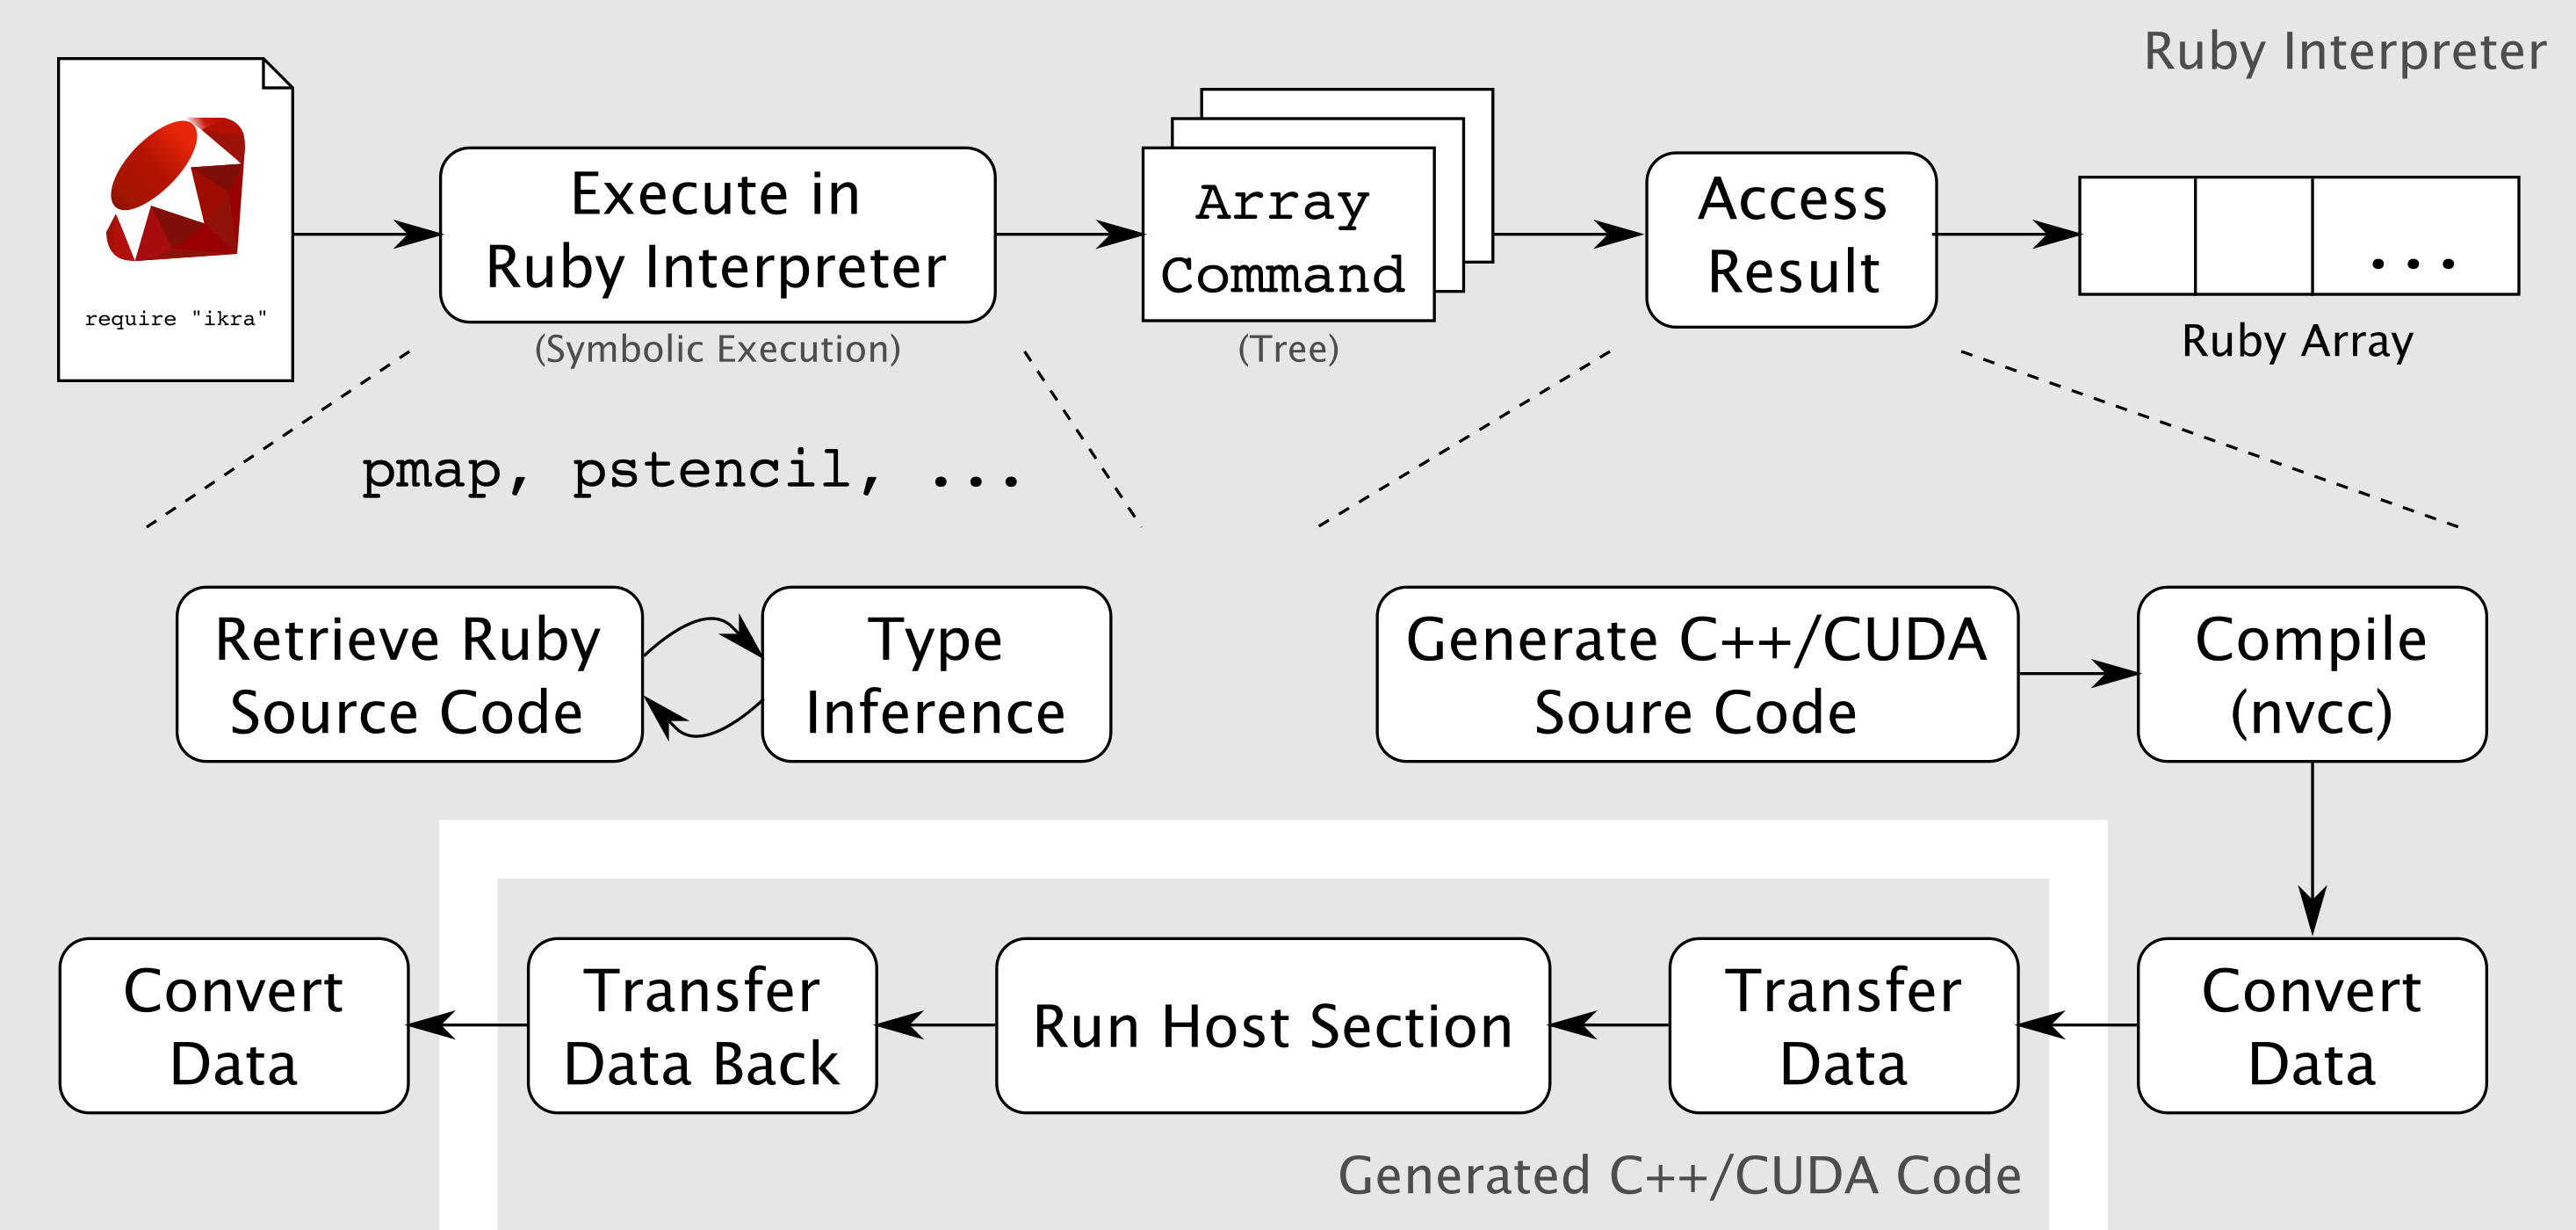 Ruby Interpreter
require "ikra"
Execute in
Ruby Interpreter
(Symbolic Execution)
Array
Command
(Tree)
Access
Result
...
Ruby Array
pmap, pstencil, ...
Retrieve Ruby
Source Code
Type
Inference
Generate C++/CUDA
Soure Code
Compile
(nvcc)
Convert
Data
Transfer
Data Back
Run Host Section
Transfer
Data
Convert
Data
Generated C++/CUDA Code